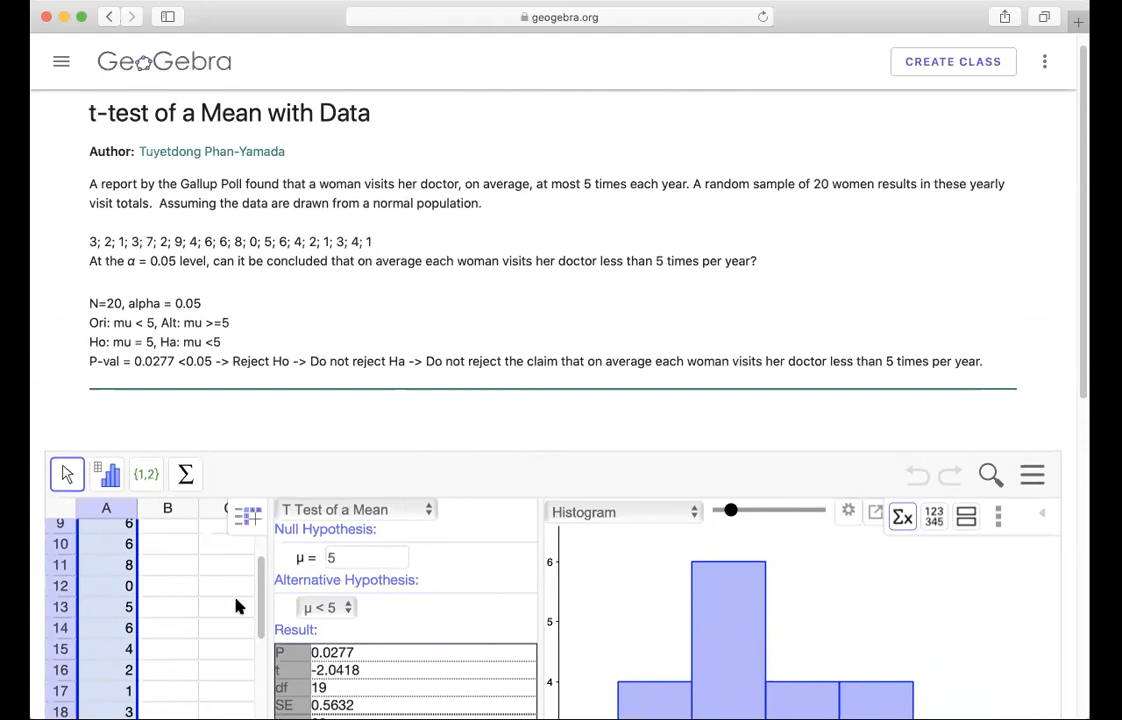 geogebra.org
GeoGebra
CREATE CLASS
t-test of a Mean with Data
Author: Tuyetdong Phan-Yamada
A report by the Gallup Poll found that a woman visits her doctor, on average, at most 5 times each year. A random sample of 20 women results in these yearly
visit totals. Assuming the data are drawn from a normal population.
3; 2; 1; 3; 7; 2; 9; 4; 6; 6; 8; 0; 5; 6; 4; 2; 1; 3; 4; 1
At the α = 0.05 level, can it be concluded that on average each woman visits her doctor less than 5 times per year?
N=20, alpha = 0.05
Ori: mu < 5, Alt: mu >=5
Ho: mu = 5, Ha: mu <5
P-val = 0.0277 <0.05 -> Reject Ho -> Do not reject Ha -> Do not reject the claim that on average each woman visits her doctor less than 5 times per year.
{1,2} Σ
A B
9 6
10 6
11 8
12 0
13 5
14 6
15 4
16 2
17 1
18 3
T Test of a Mean
Null Hypothesis:
μ = 5
Alternative Hypothesis:
μ < 5
Result:
P 0.0277
t -2.0418
df 19
SE 0.5632
Histogram
Σx 123
345
6
5
4